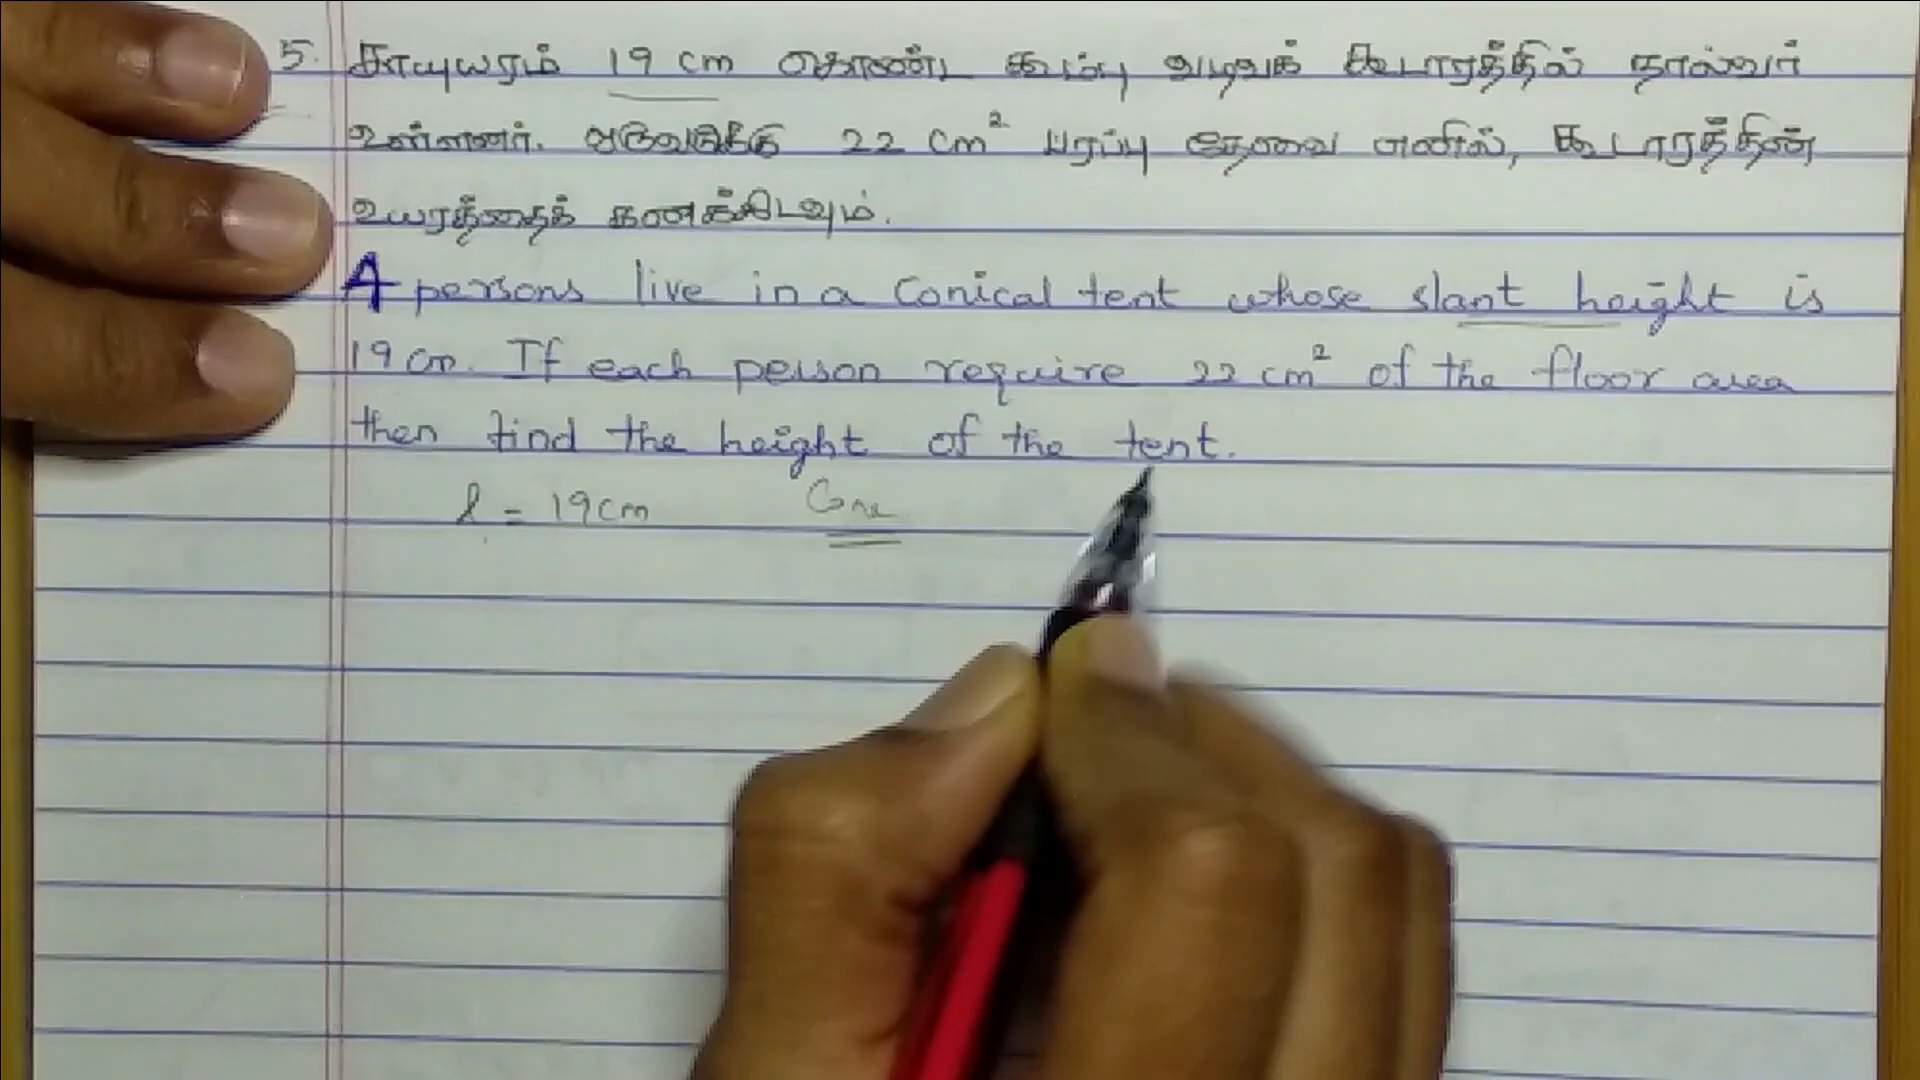 5. சாயுயரம் 19 cm கொண்ட கூம்பு வடிவக் கூடாரத்தில் நால்வர்
உள்ளனர். ஒருவருக்கு 22 cm² பரப்பு தேவை எனில், கூடாரத்தின்
உயரத்தைக் கணக்கிடவும்.
4 persons live in a Conical tent whose slant height is
19 cm. If each person require 22 cm² of the floor area
then find the height of the tent.
l = 19cm Cone